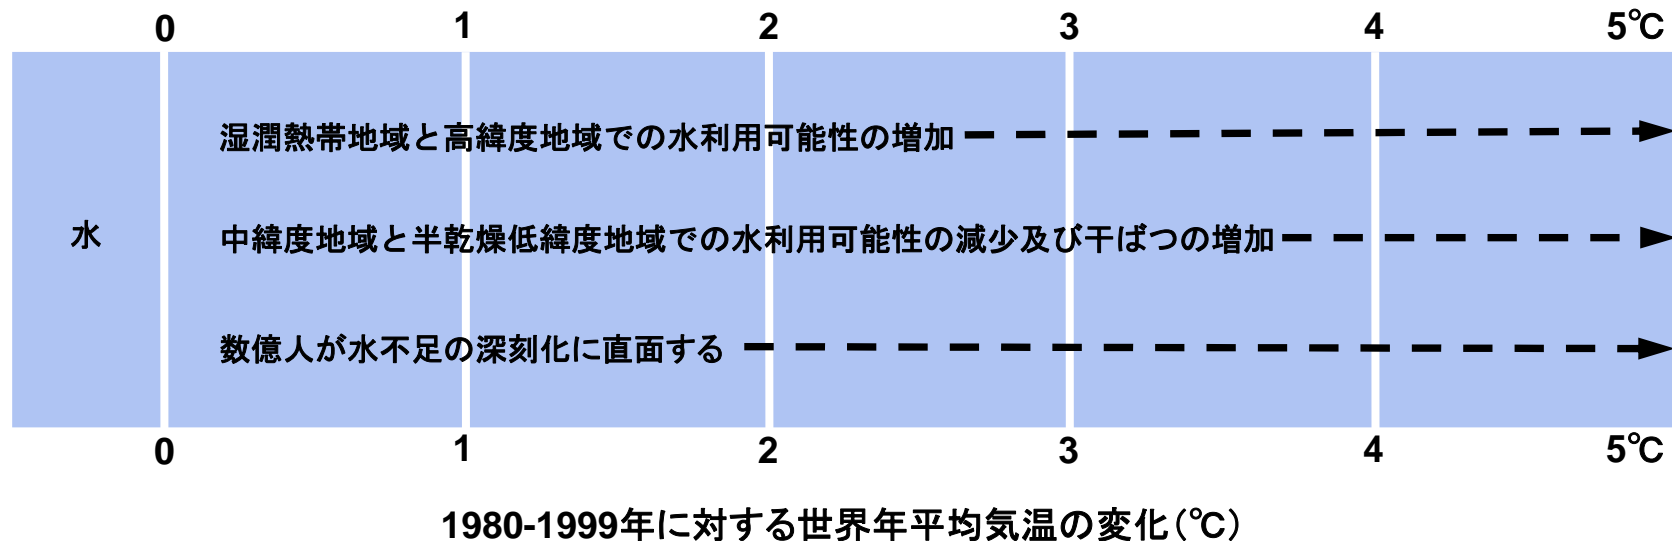 0 1 2 3 4 5℃
湿潤熱帯地域と高緯度地域での水利用可能性の増加
水
中緯度地域と半乾燥低緯度地域での水利用可能性の減少及び干ばつの増加
数億人が水不足の深刻化に直面する
0 1 2 3 4 5℃
1980-1999年に対する世界年平均気温の変化(℃)